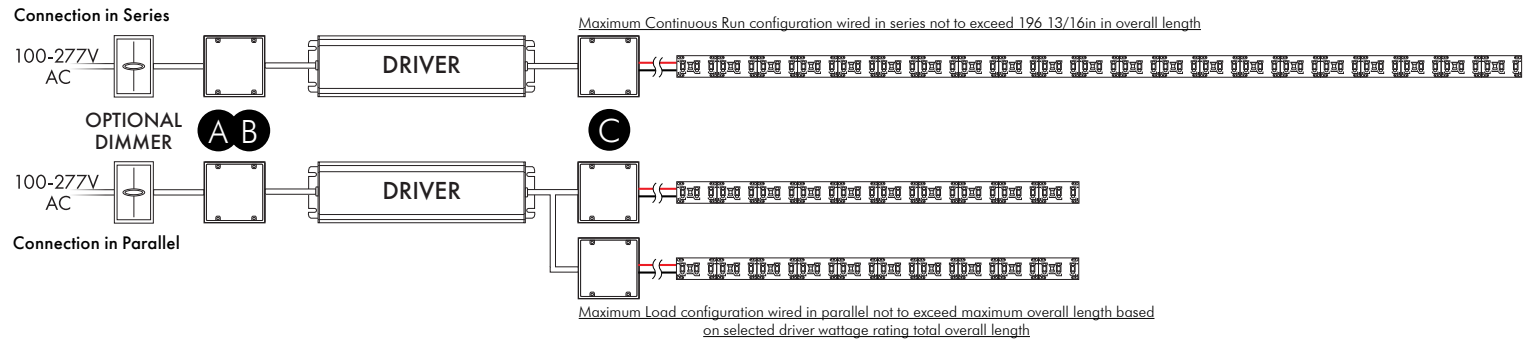 Connection in Series
Maximum Continuous Run configuration wired in series not to exceed 196 13/16in in overall length
100-277V
AC
DRIVER
OPTIONAL
DIMMER
A B
C
100-277V
AC
DRIVER
Connection in Parallel
Maximum Load configuration wired in parallel not to exceed maximum overall length based
on selected driver wattage rating total overall length